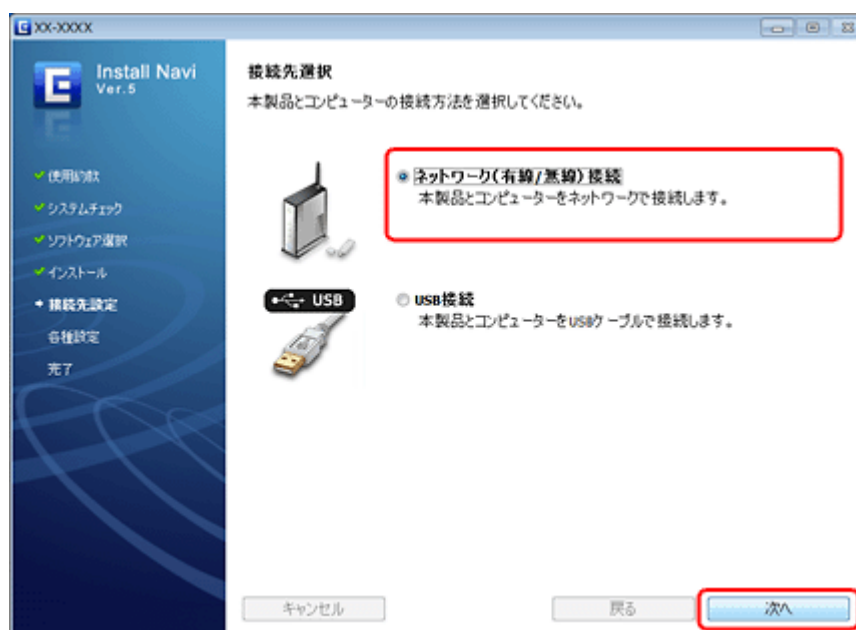 XX-XXXX
Install Navi
Ver.5
使用約款
システムチェック
ソフトウェア選択
インストール
接続先設定
各種設定
完了
接続先選択
本製品とコンピューターの接続方法を選択してください。
ネットワーク(有線/無線)接続
本製品とコンピューターをネットワークで接続します。
USB
USB接続
本製品とコンピューターをUSBケーブルで接続します。
キャンセル
戻る
次へ